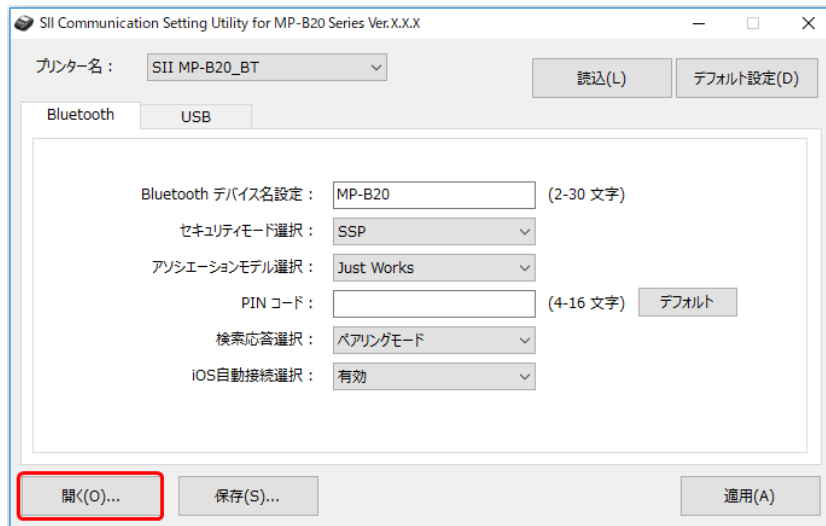 SII Communication Setting Utility for MP-B20 Series Ver.X.X.X
プリンター名： SII MP-B20_BT 読込(L) デフォルト設定(D)
Bluetooth USB
Bluetooth デバイス名設定： MP-B20 (2-30 文字)
セキュリティモード選択： SSP
アソシエーションモデル選択： Just Works
PIN コード： (4-16 文字) デフォルト
検索応答選択： ペアリングモード
iOS自動接続選択： 有効
開く(O)... 保存(S)... 適用(A)